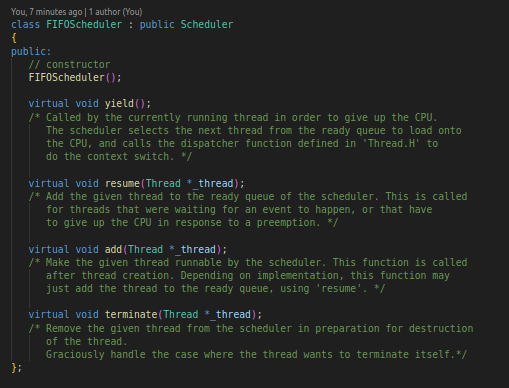 You, 7 minutes ago | 1 author (You)
class FIFOScheduler : public Scheduler
{
public:
// constructor
FIFOScheduler();
virtual void yield();
/* Called by the currently running thread in order to give up the CPU.
The scheduler selects the next thread from the ready queue to load onto
the CPU, and calls the dispatcher function defined in 'Thread.H' to
do the context switch. */
virtual void resume(Thread *_thread);
/* Add the given thread to the ready queue of the scheduler. This is called
for threads that were waiting for an event to happen, or that have
to give up the CPU in response to a preemption. */
virtual void add(Thread *_thread);
/* Make the given thread runnable by the scheduler. This function is called
after thread creation. Depending on implementation, this function may
just add the thread to the ready queue, using 'resume'. */
virtual void terminate(Thread *_thread);
/* Remove the given thread from the scheduler in preparation for destruction
of the thread.
Graciously handle the case where the thread wants to terminate itself.*/
};